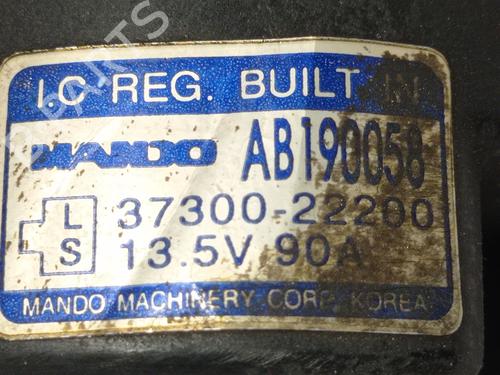 I.C REG. BUILT IN
MANDO AB190058
L 37300-22200
S 13.5V 90A
MANDO MACHINERY CORP. KOREA